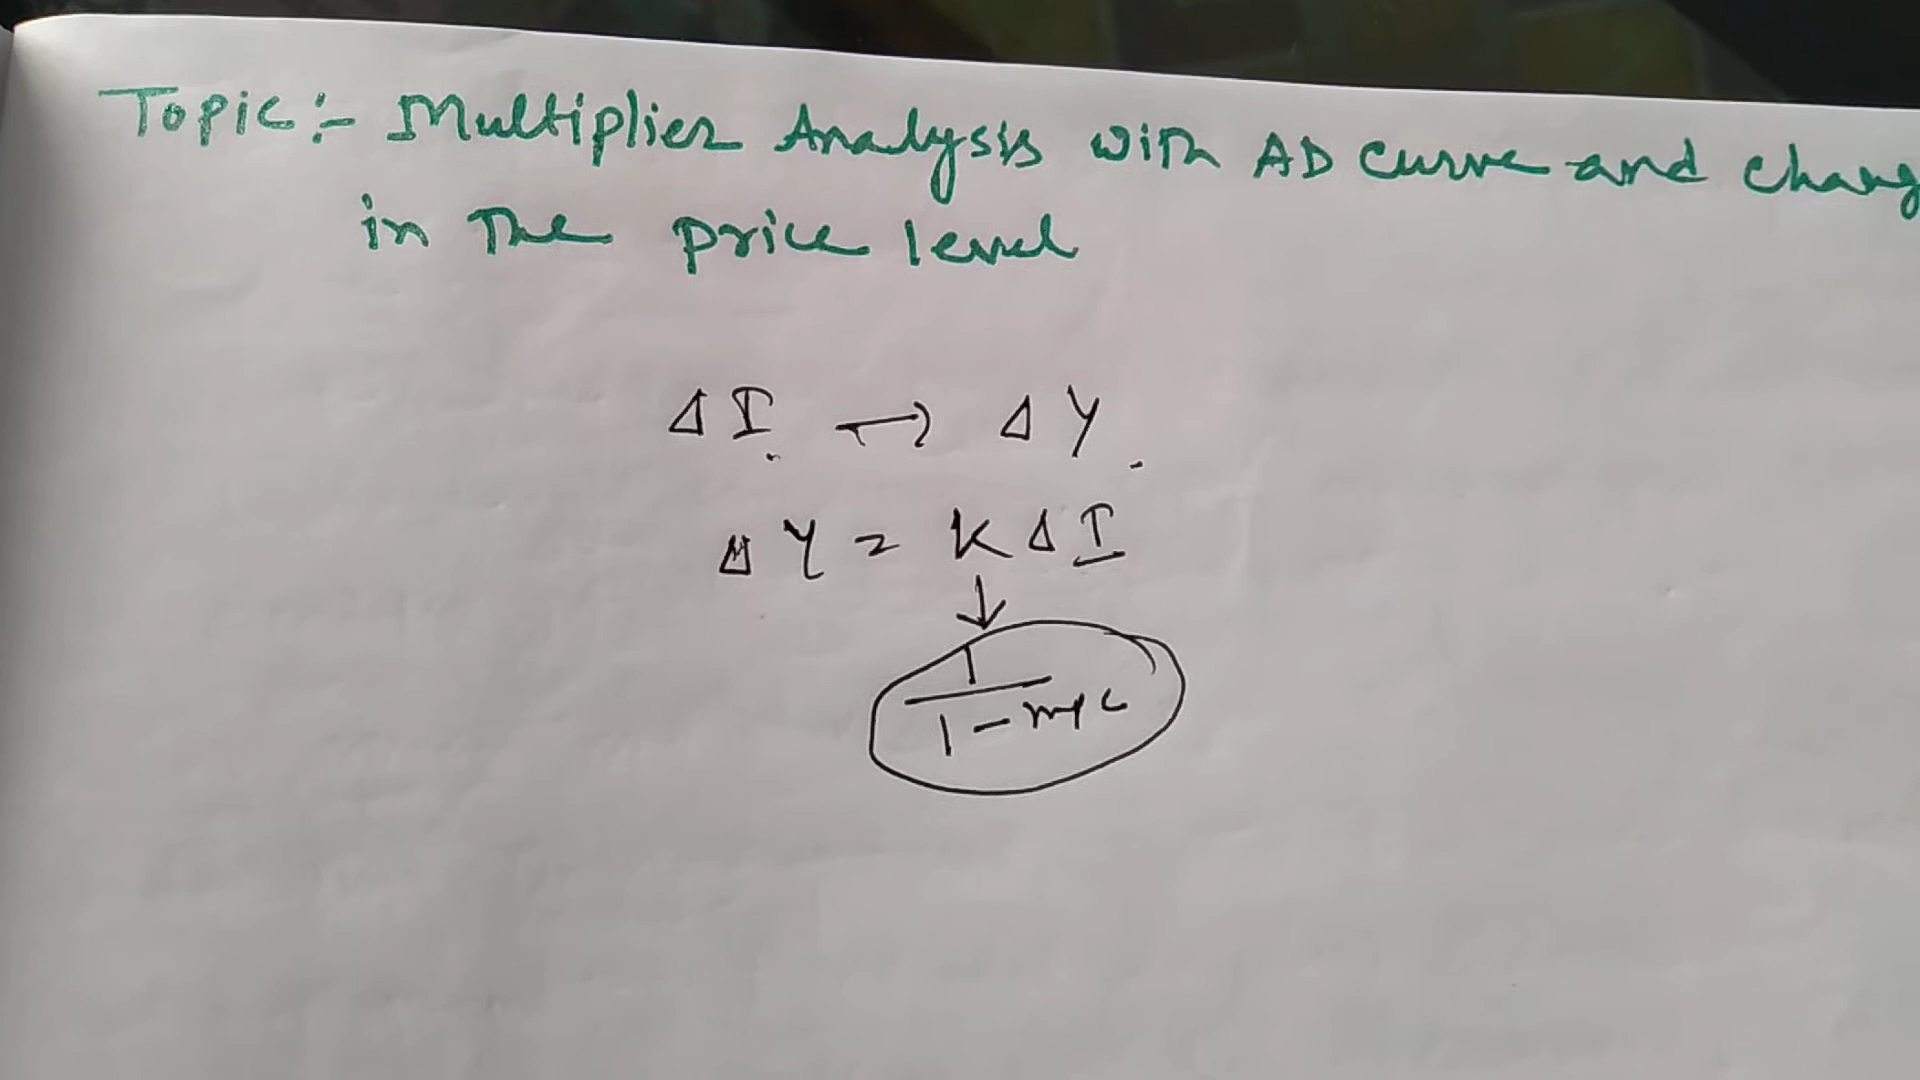 Topic:- Multiplier Analysis with AD curve and chang
in the price level
ΔI → ΔY
ΔY = KΔI
↓
1
1-mpc